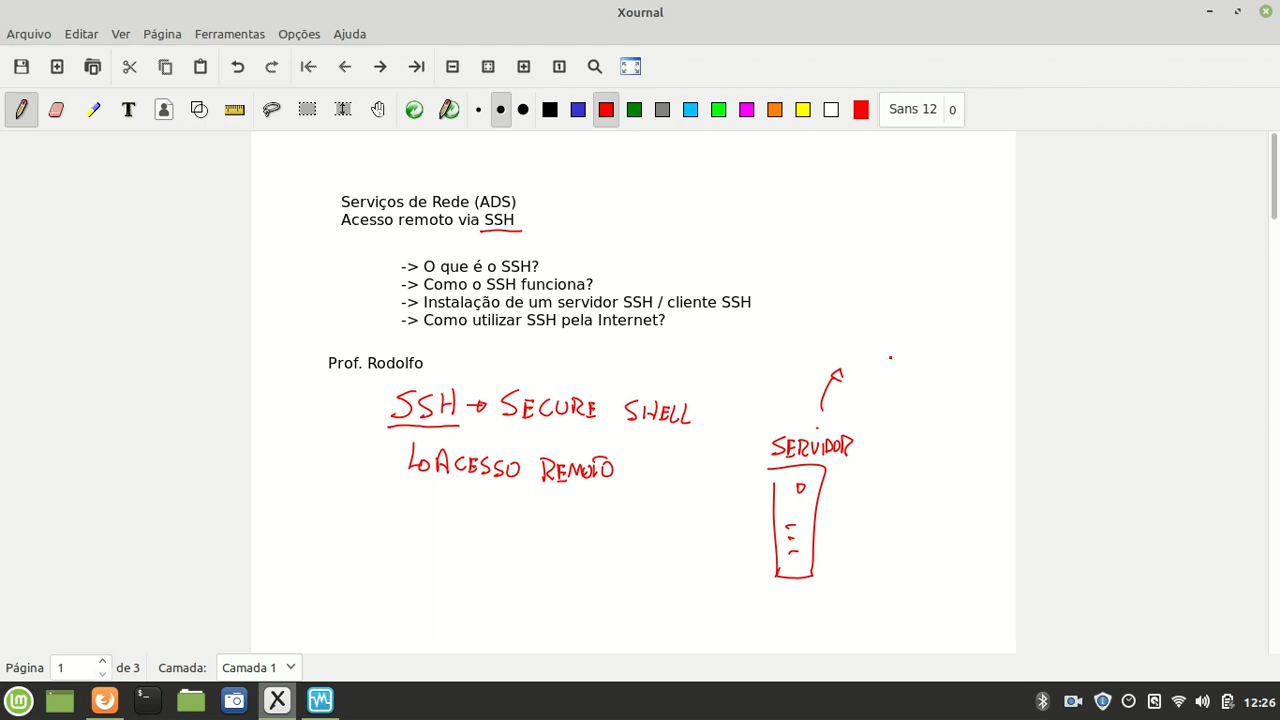 Xournal
Arquivo Editar Ver Página Ferramentas Opções Ajuda
Sans 12 0
Serviços de Rede (ADS)
Acesso remoto via SSH
-> O que é o SSH?
-> Como o SSH funciona?
-> Instalação de um servidor SSH / cliente SSH
-> Como utilizar SSH pela Internet?
Prof. Rodolfo
SSH → SECURE SHELL
↳ ACESSO REMOTO
SERVIDOR
Página 1 de 3 Camada: Camada 1
12:26